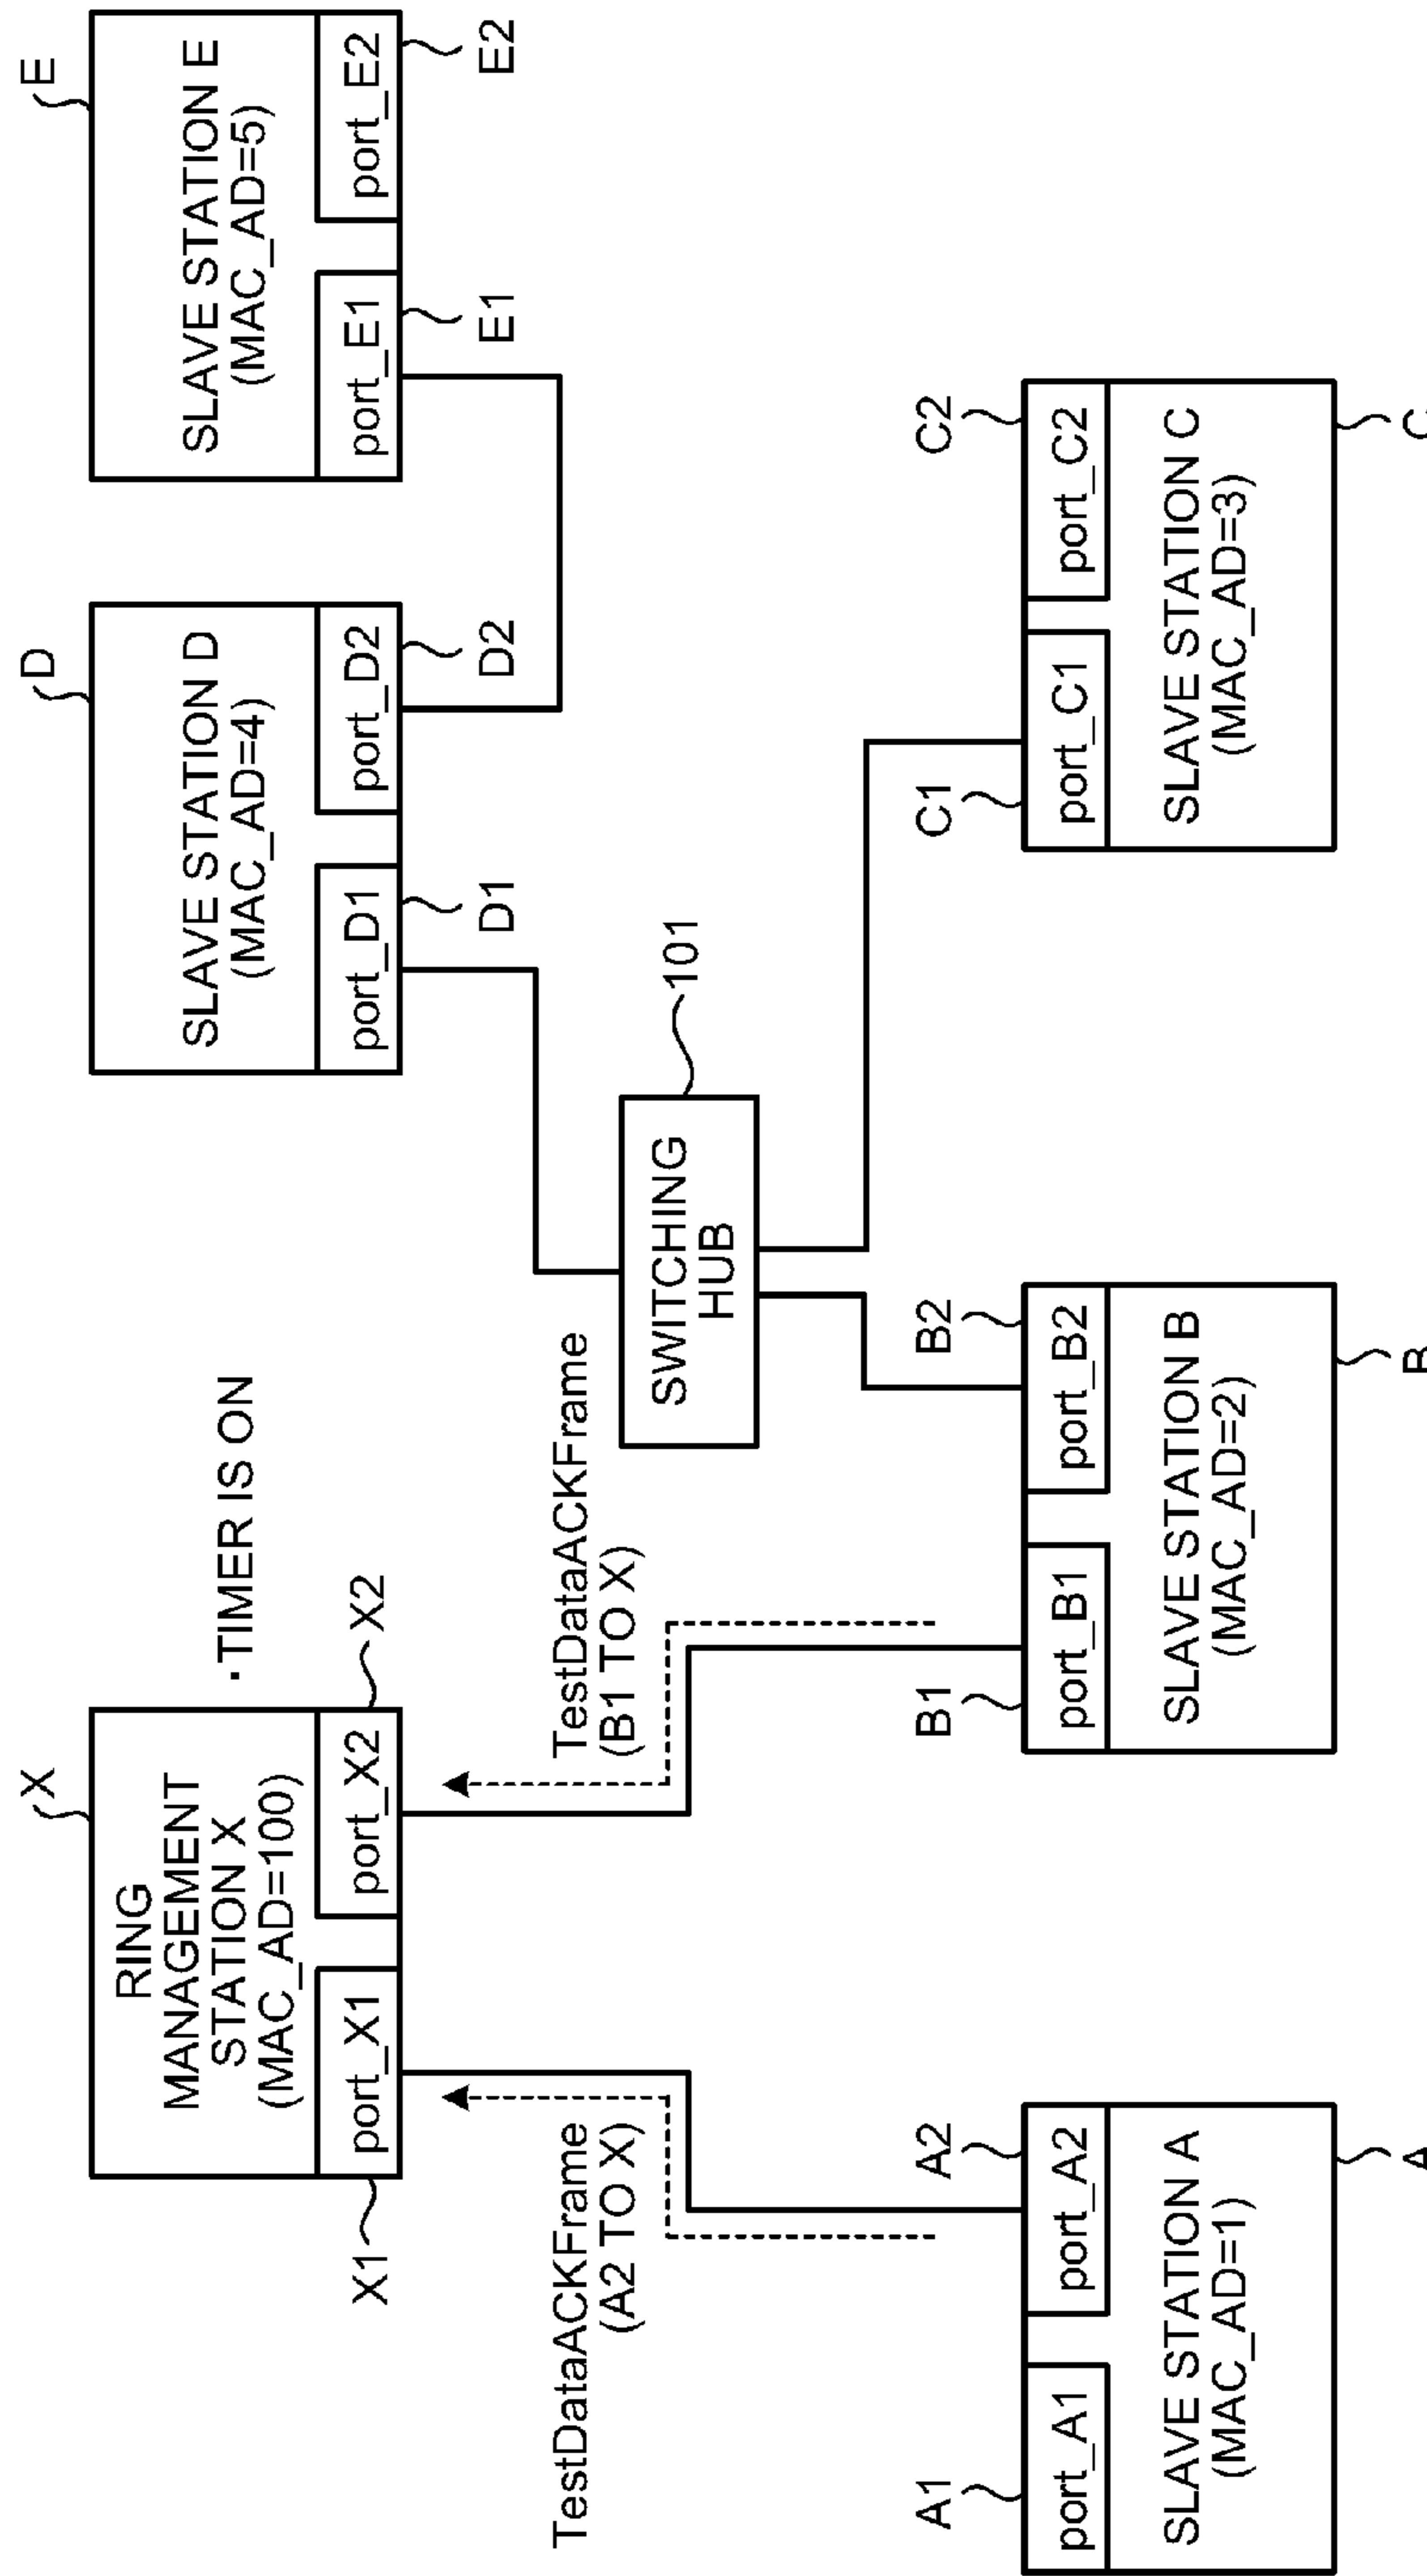 X
RING
MANAGEMENT
STATION X
(MAC_AD=100)
port_X1
port_X2
X1
X2
·TIMER IS ON
D
SLAVE STATION D
(MAC_AD=4)
port_D1
port_D2
D1
D2
E
SLAVE STATION E
(MAC_AD=5)
port_E1
port_E2
E1
E2
TestDataACKFrame
(A2 TO X)
TestDataACKFrame
(B1 TO X)
SWITCHING
HUB
101
A1
A2
port_A1
port_A2
SLAVE STATION A
(MAC_AD=1)
A
B1
B2
port_B1
port_B2
SLAVE STATION B
(MAC_AD=2)
B
C1
C2
port_C1
port_C2
SLAVE STATION C
(MAC_AD=3)
C